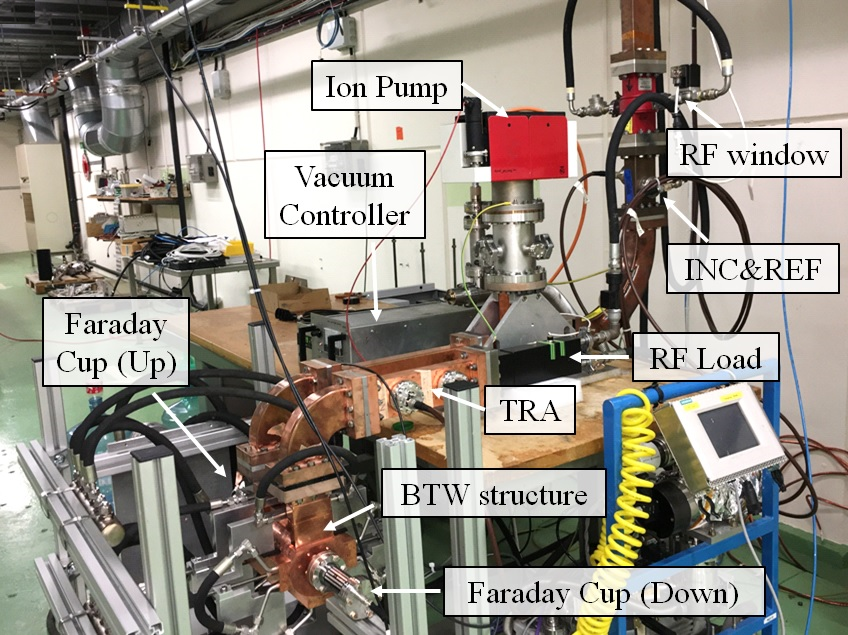 Ion Pump
RF window
Vacuum
Controller
INC&REF
Faraday
Cup (Up)
RF Load
TRA
BTW structure
Faraday Cup (Down)